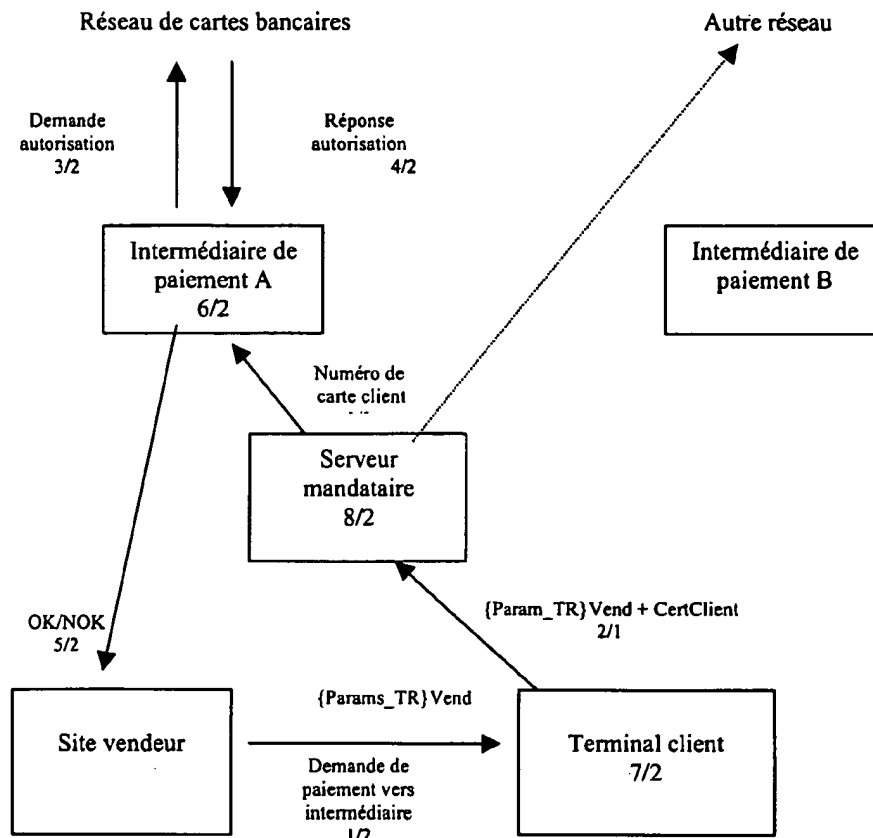 Réseau de cartes bancaires
Autre réseau
Demande
autorisation
3/2
Réponse
autorisation
4/2
Intermédiaire de
paiement A
6/2
Intermédiaire de
paiement B
Numéro de
carte client
Serveur
mandataire
8/2
{Param_TR}Vend + CertClient
2/1
OK/NOK
5/2
{Params_TR}Vend
Site vendeur
Terminal client
7/2
Demande de
paiement vers
intermédiaire
1/2